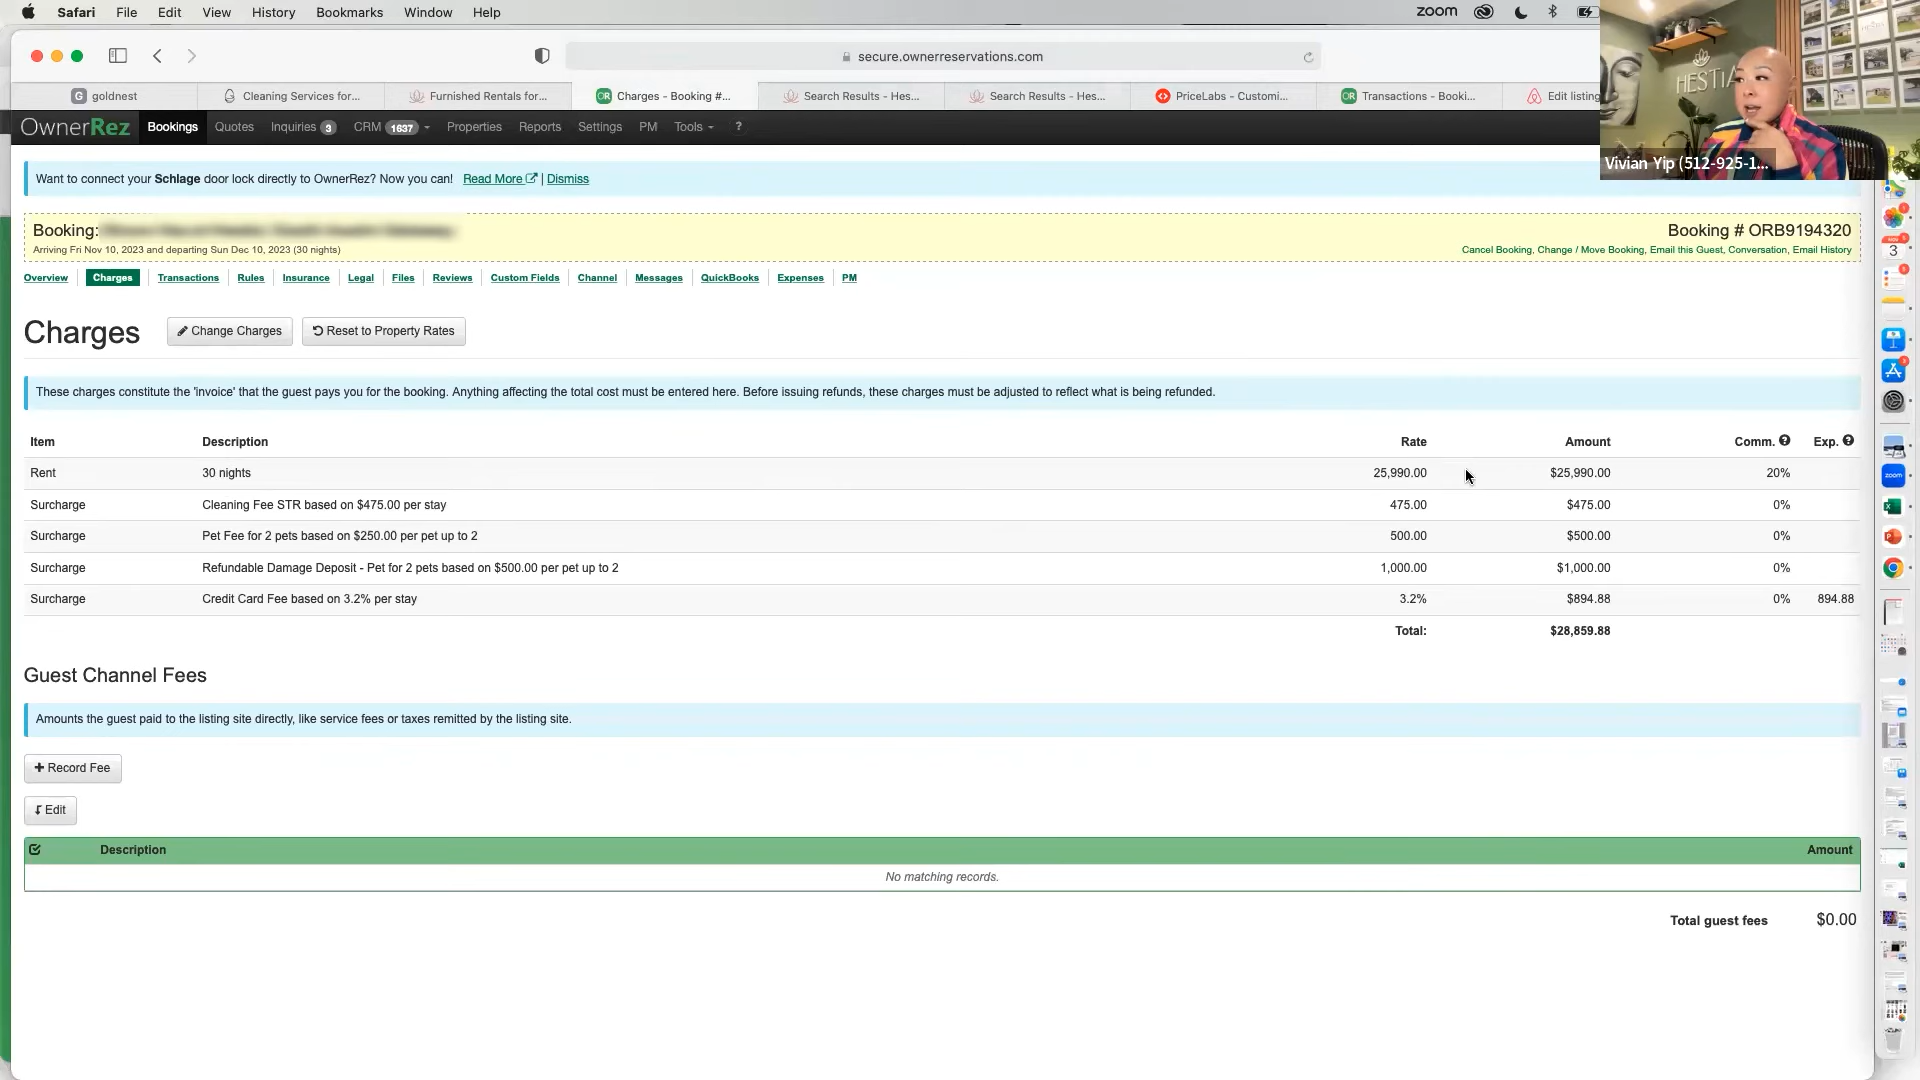 Safari File Edit View History Bookmarks Window Help
zoom
secure.ownerreservations.com
goldnest
Cleaning Services for...
Furnished Rentals for...
Charges - Booking #...
Search Results - Hes...
Search Results - Hes...
PriceLabs - Customi...
Transactions - Booki...
Edit listing
HESTIA
Vivian Yip (512-925-1...
OwnerRez Bookings Quotes Inquiries 3 CRM 1637 Properties Reports Settings PM Tools ?
Want to connect your Schlage door lock directly to OwnerRez? Now you can! Read More | Dismiss
Booking:
Booking # ORB9194320
Arriving Fri Nov 10, 2023 and departing Sun Dec 10, 2023 (30 nights)
Cancel Booking, Change / Move Booking, Email this Guest, Conversation, Email History
Overview Charges Transactions Rules Insurance Legal Files Reviews Custom Fields Channel Messages QuickBooks Expenses PM
Charges Change Charges Reset to Property Rates
These charges constitute the 'invoice' that the guest pays you for the booking. Anything affecting the total cost must be entered here. Before issuing refunds, these charges must be adjusted to reflect what is being refunded.
Item Description Rate Amount Comm. ? Exp. ?
Rent 30 nights 25,990.00 $25,990.00 20%
Surcharge Cleaning Fee STR based on $475.00 per stay 475.00 $475.00 0%
Surcharge Pet Fee for 2 pets based on $250.00 per pet up to 2 500.00 $500.00 0%
Surcharge Refundable Damage Deposit - Pet for 2 pets based on $500.00 per pet up to 2 1,000.00 $1,000.00 0%
Surcharge Credit Card Fee based on 3.2% per stay 3.2% $894.88 0% 894.88
Total: $28,859.88
Guest Channel Fees
Amounts the guest paid to the listing site directly, like service fees or taxes remitted by the listing site.
+ Record Fee
Edit
Description Amount
No matching records.
Total guest fees $0.00